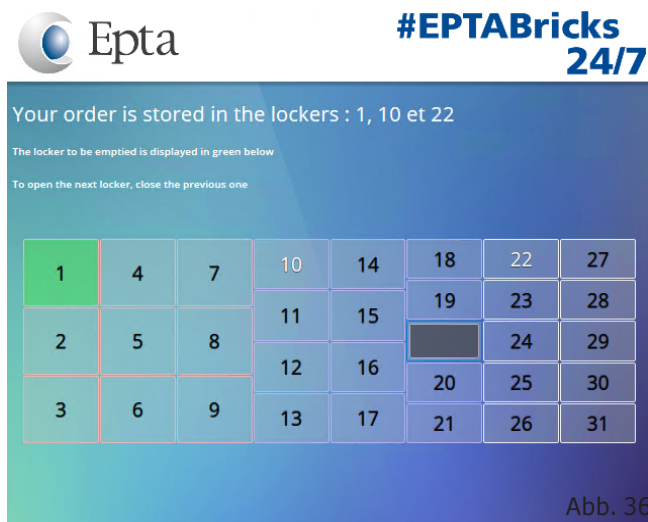 Epta
#EPTABricks
24/7
Your order is stored in the lockers : 1, 10 et 22
The locker to be emptied is displayed in green below
To open the next locker, close the previous one
1 4 7 10 14 18 22 27
11 15 19 23 28
2 5 8 24 29
12 16 20 25 30
3 6 9 13 17 21 26 31
Abb. 36